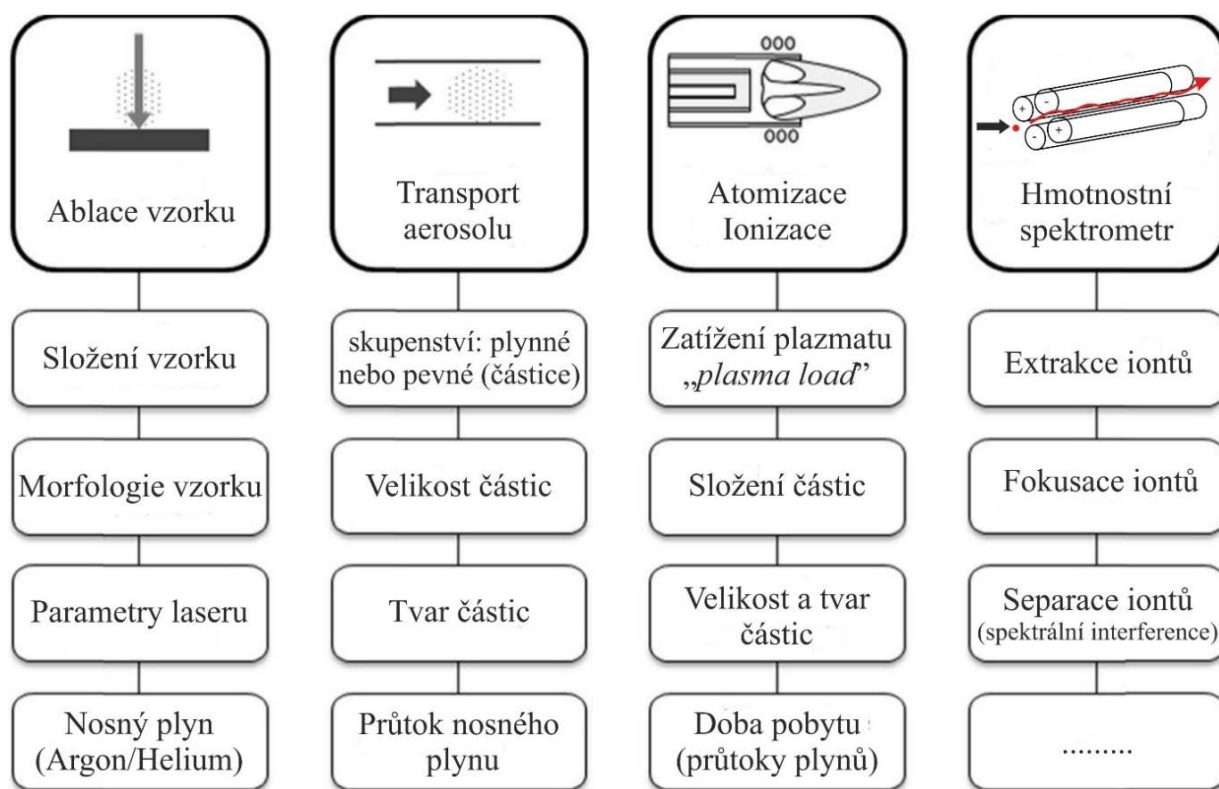 Ablace vzorku
Složení vzorku
Morfologie vzorku
Parametry laseru
Nosný plyn
(Argon/Helium)
Transport
aerosolu
skupenství: plynné
nebo pevné (částice)
Velikost částic
Tvar částic
Průtok nosného
plynu
Atomizace
Ionizace
Zatížení plazmatu
„plasma load”
Složení částic
Velikost a tvar
částic
Doba pobytu
(průtoky plynů)
+
-
-
+
Hmotnostní
spektrometr
Extrakce iontů
Fokusace iontů
Separace iontů
(spektrální interference)
.........